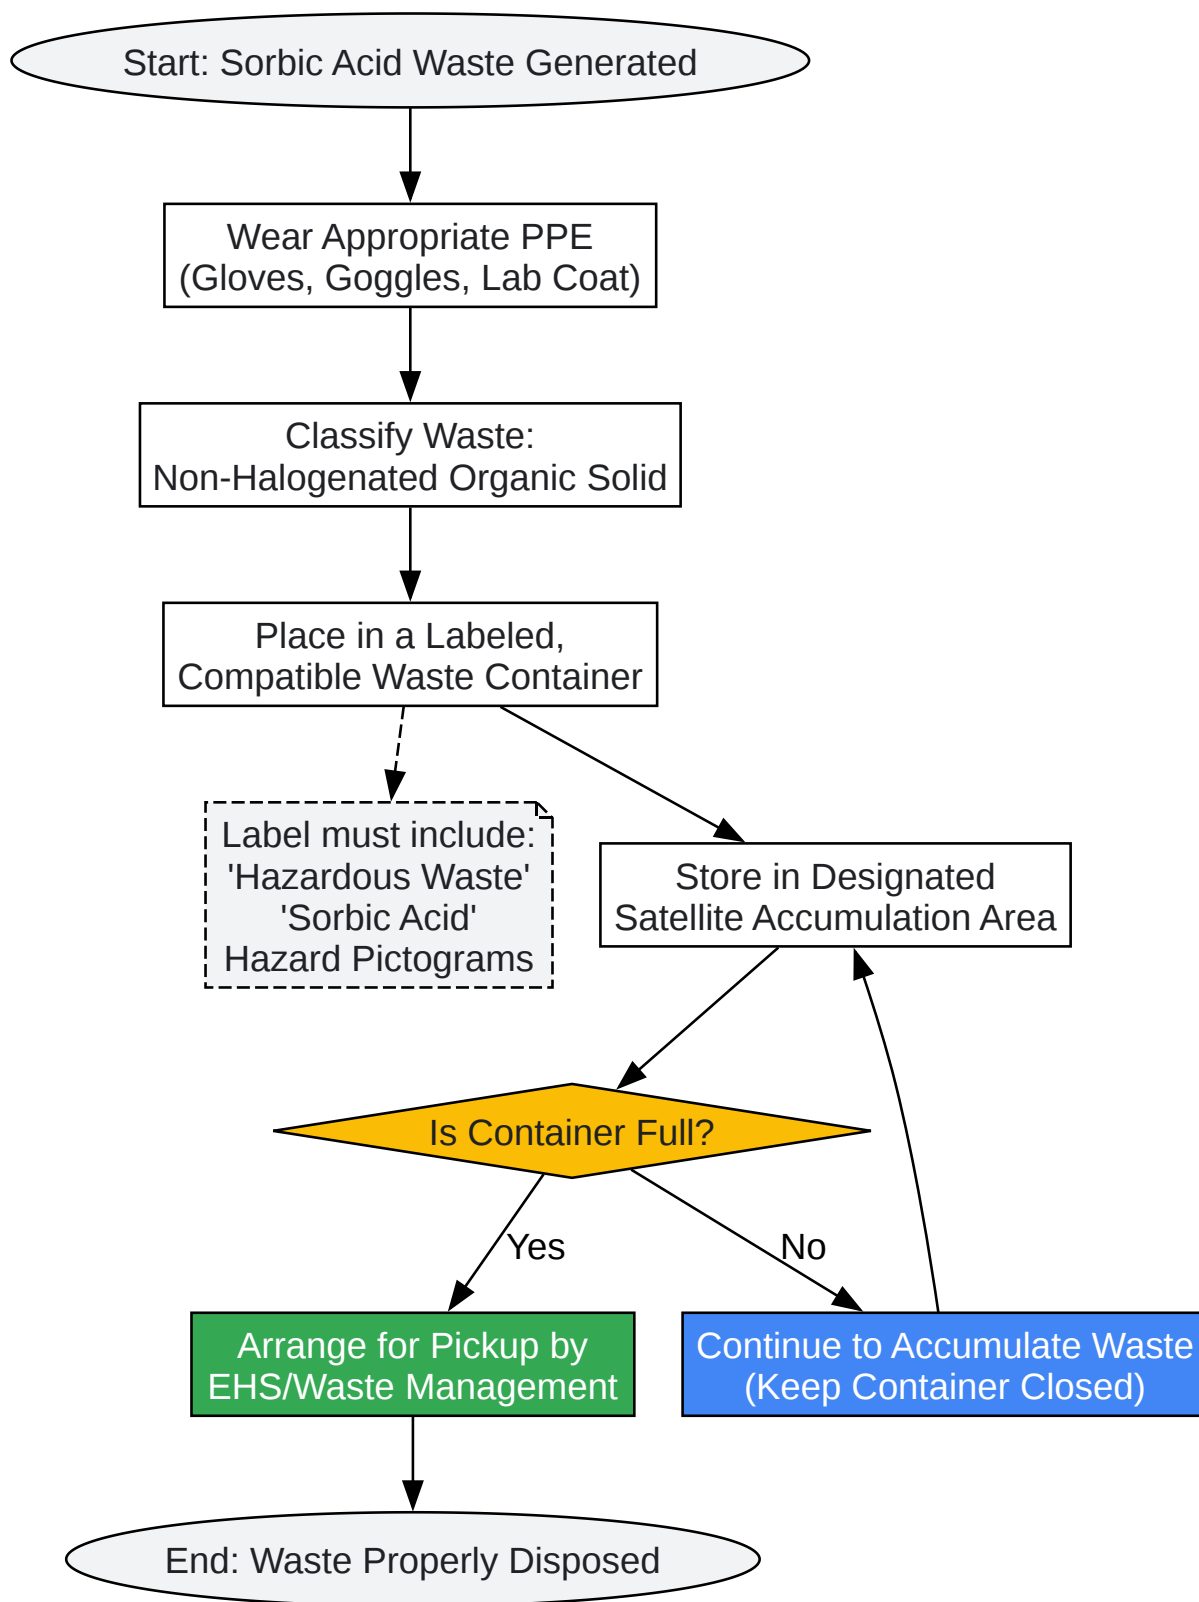 Start: Sorbic Acid Waste Generated
Wear Appropriate PPE
(Gloves, Goggles, Lab Coat)
Classify Waste:
Non-Halogenated Organic Solid
Place in a Labeled,
Compatible Waste Container
Label must include:
'Hazardous Waste'
'Sorbic Acid'
Hazard Pictograms
Store in Designated
Satellite Accumulation Area
Is Container Full?
Yes
No
Arrange for Pickup by
EHS/Waste Management
Continue to Accumulate Waste
(Keep Container Closed)
End: Waste Properly Disposed